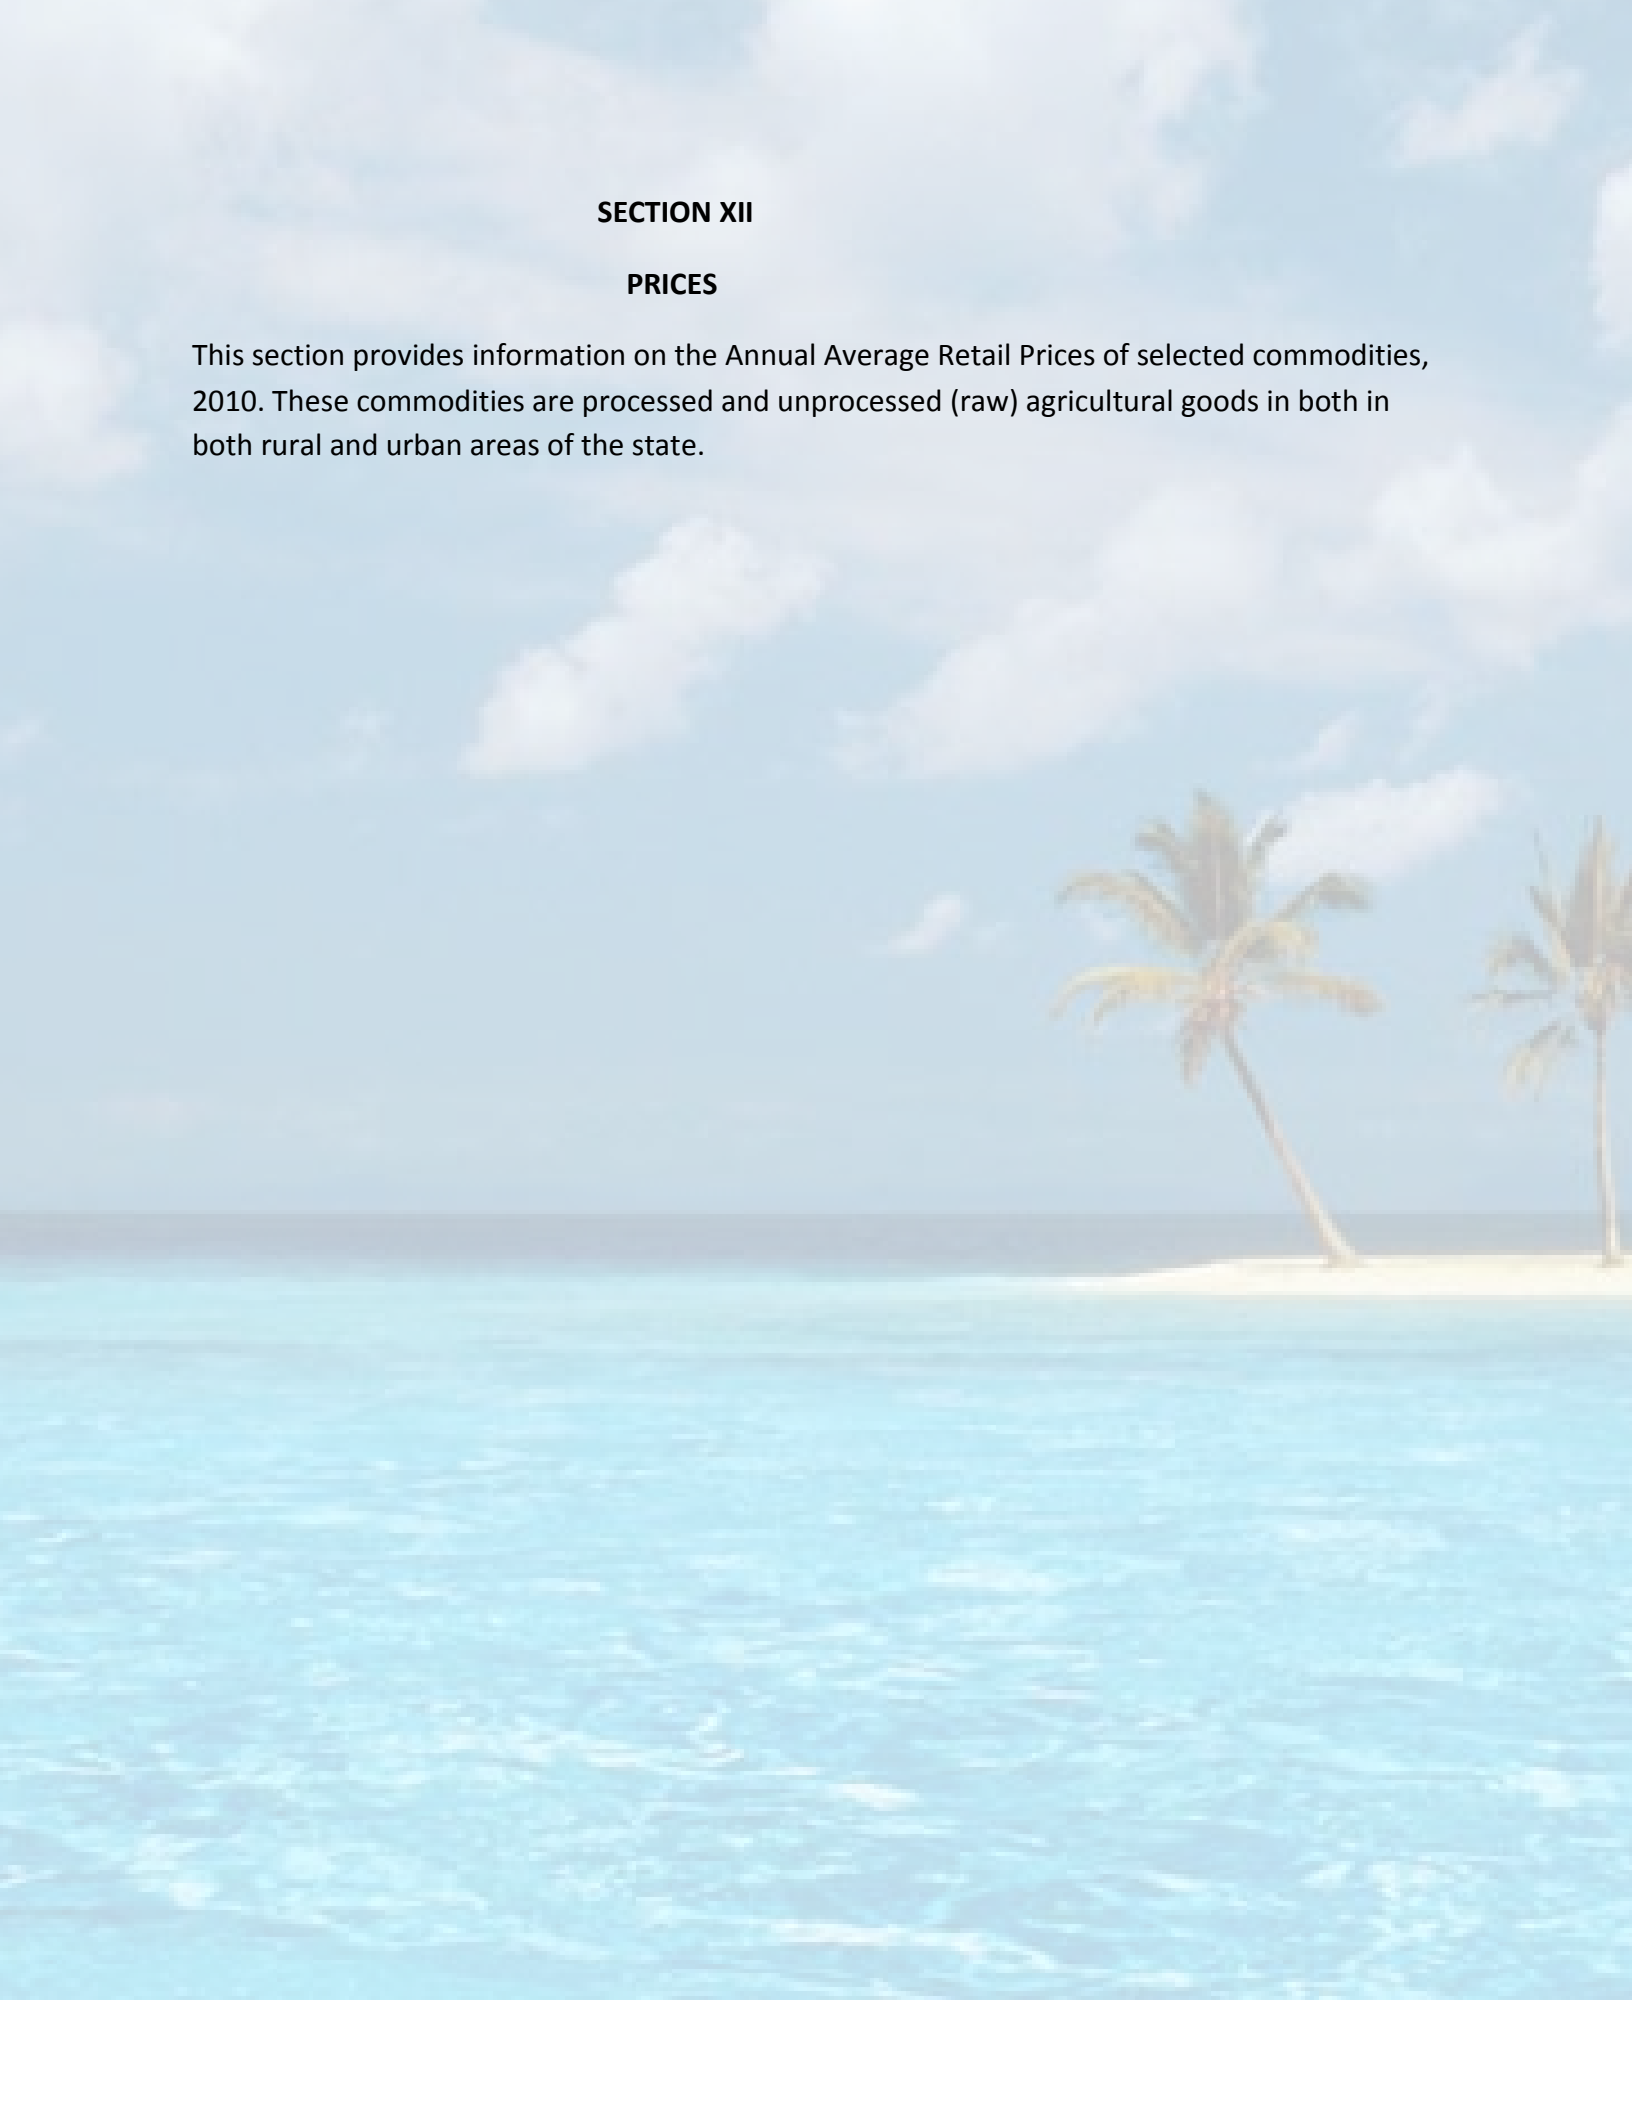 SECTION XII
PRICES
This section provides information on the Annual Average Retail Prices of selected commodities,
2010. These commodities are processed and unprocessed (raw) agricultural goods in both in
both rural and urban areas of the state.